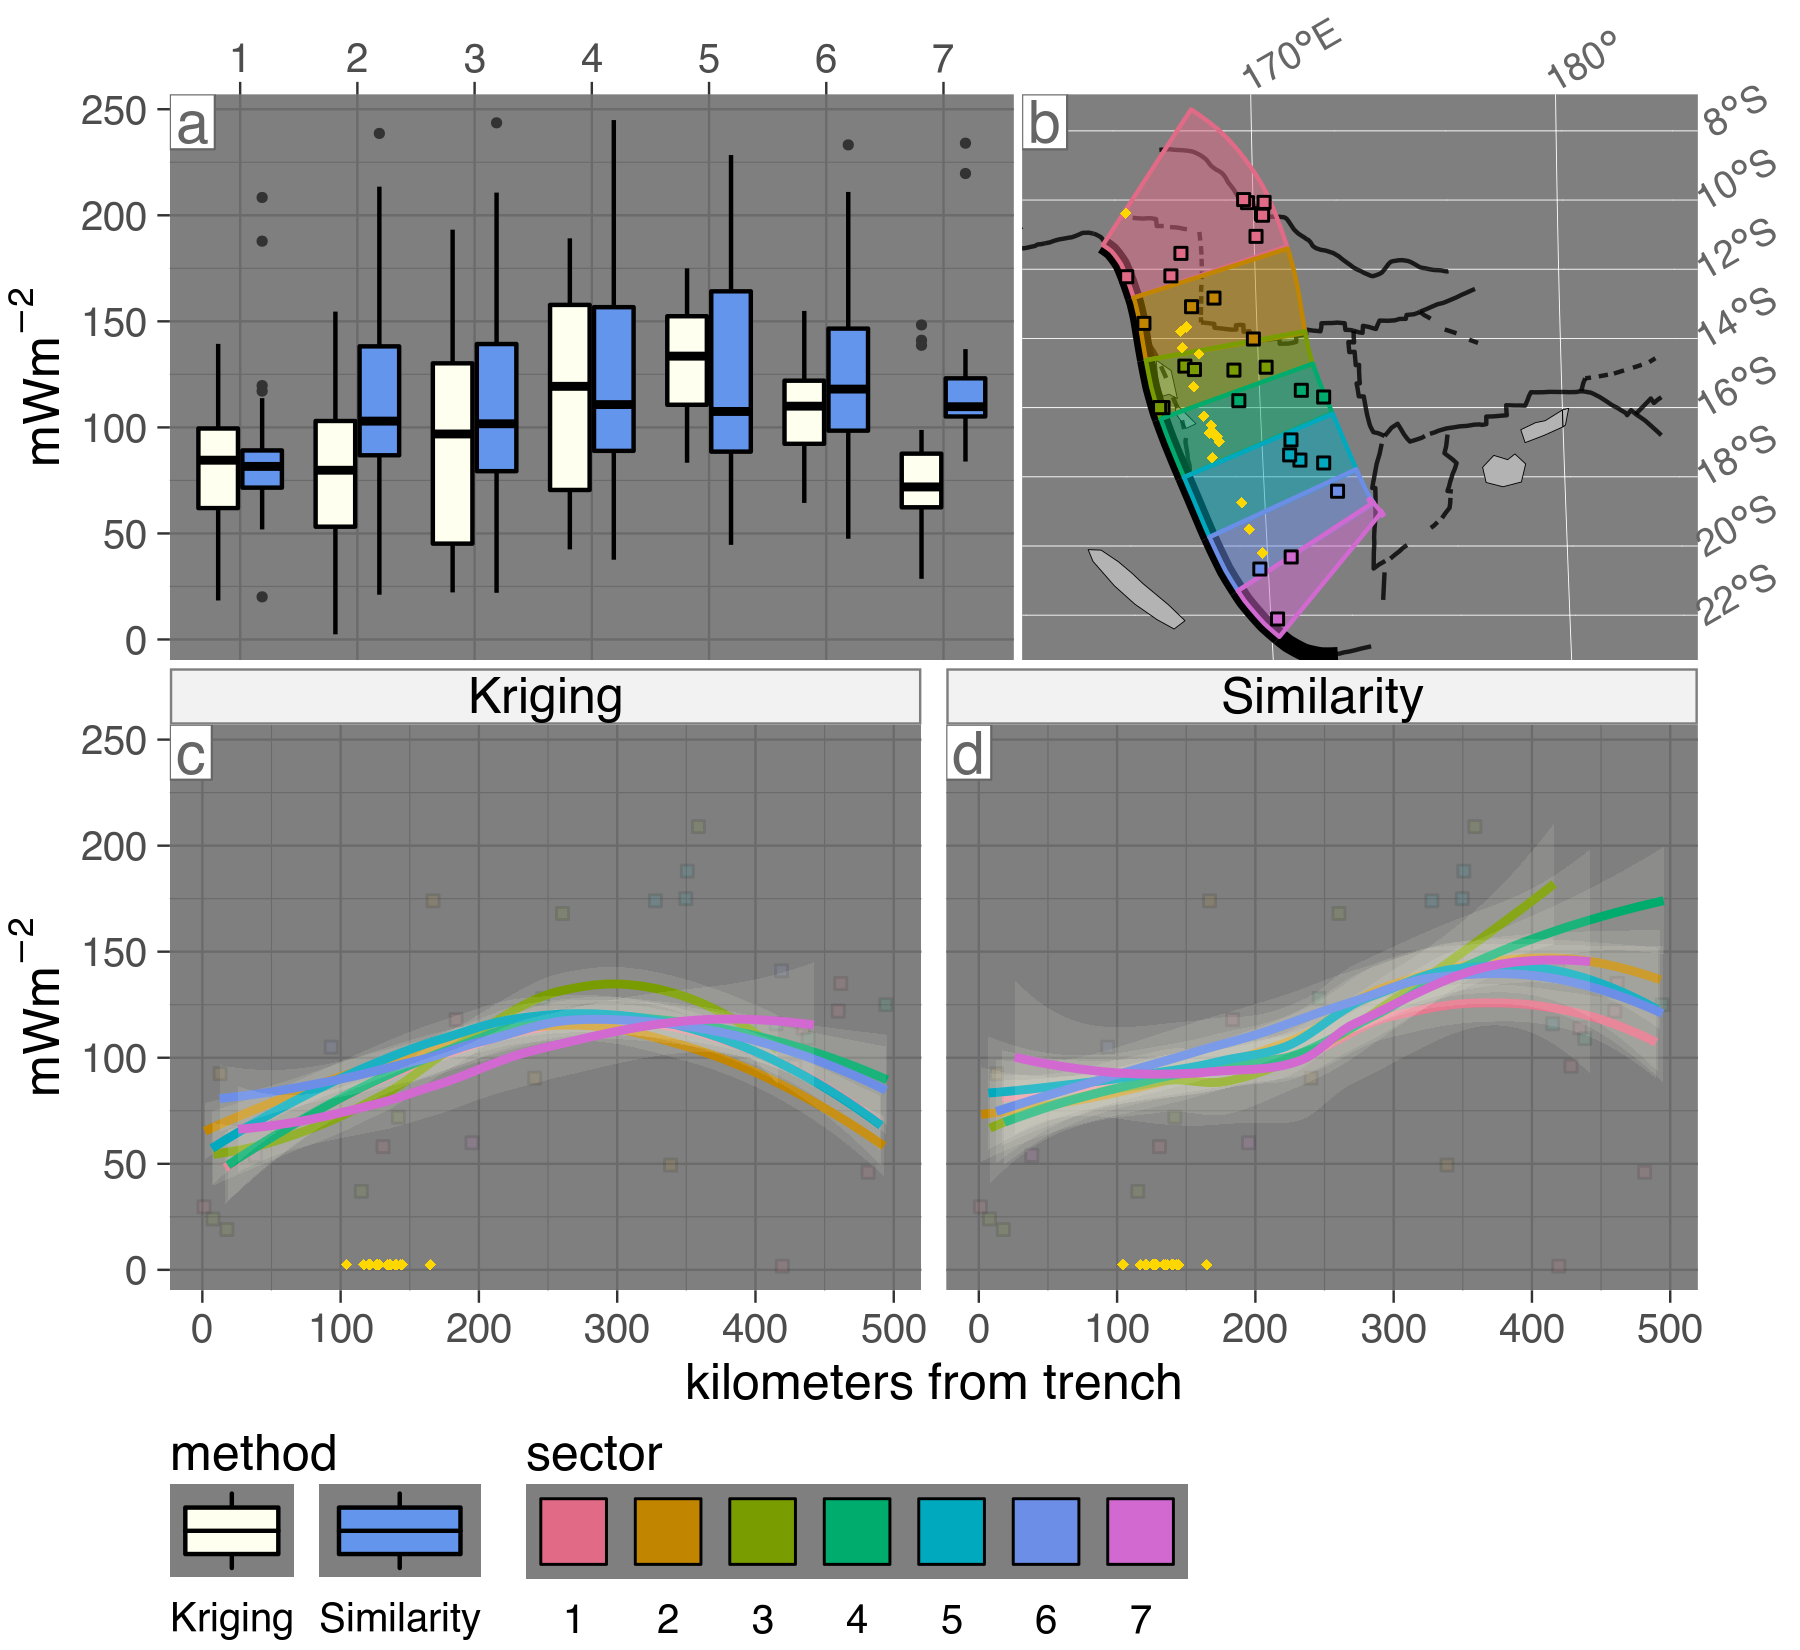 1 2 3 4 5 6 7
170°E 180°
a
b
250
200
150
100
50
0
mWm−2
8°S
10°S
12°S
14°S
16°S
18°S
20°S
22°S
Kriging
Similarity
c
d
250
200
150
100
50
0
mWm−2
0 100 200 300 400 500
0 100 200 300 400 500
kilometers from trench
method
sector
Kriging Similarity
1 2 3 4 5 6 7